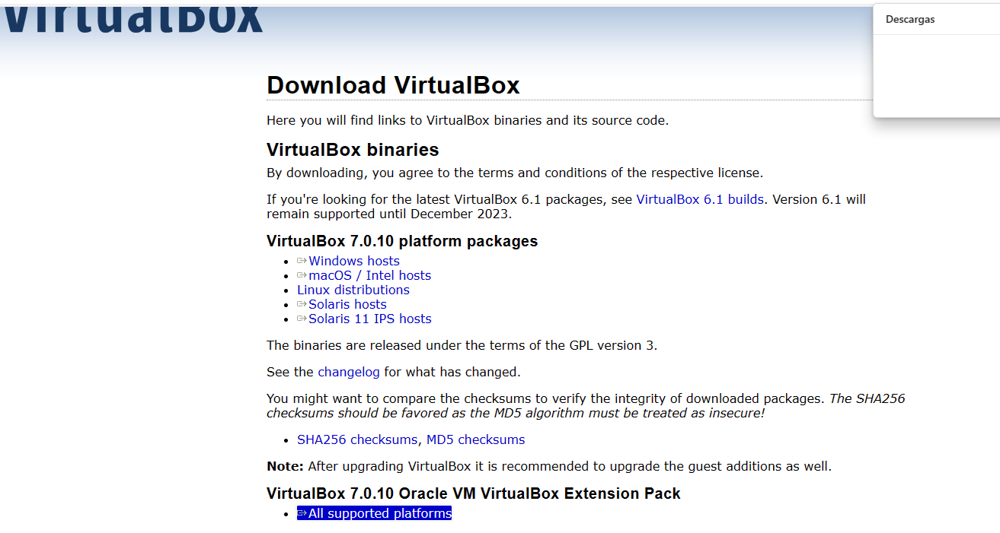 VirtualBox
Descargas
Download VirtualBox
Here you will find links to VirtualBox binaries and its source code.
VirtualBox binaries
By downloading, you agree to the terms and conditions of the respective license.
If you're looking for the latest VirtualBox 6.1 packages, see VirtualBox 6.1 builds. Version 6.1 will
remain supported until December 2023.
VirtualBox 7.0.10 platform packages
Windows hosts
macOS / Intel hosts
Linux distributions
Solaris hosts
Solaris 11 IPS hosts
The binaries are released under the terms of the GPL version 3.
See the changelog for what has changed.
You might want to compare the checksums to verify the integrity of downloaded packages. The SHA256
checksums should be favored as the MD5 algorithm must be treated as insecure!
SHA256 checksums, MD5 checksums
Note: After upgrading VirtualBox it is recommended to upgrade the guest additions as well.
VirtualBox 7.0.10 Oracle VM VirtualBox Extension Pack
All supported platforms